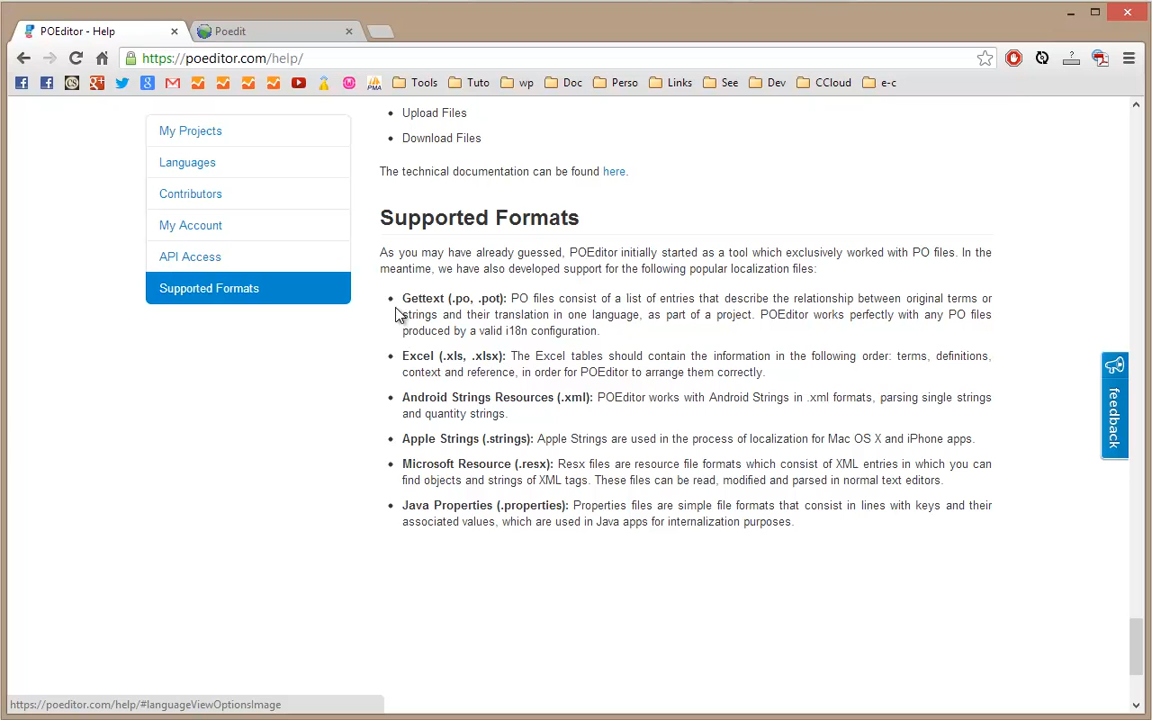 POEditor - Help
Poedit
https://poeditor.com/help/
Tools Tuto wp Doc Perso Links See Dev CCloud e-c
My Projects
Languages
Contributors
My Account
API Access
Supported Formats
Upload Files
Download Files
The technical documentation can be found here.
Supported Formats
As you may have already guessed, POEditor initially started as a tool which exclusively worked with PO files. In the
meantime, we have also developed support for the following popular localization files:
Gettext (.po, .pot): PO files consist of a list of entries that describe the relationship between original terms or
strings and their translation in one language, as part of a project. POEditor works perfectly with any PO files
produced by a valid i18n configuration.
Excel (.xls, .xlsx): The Excel tables should contain the information in the following order: terms, definitions,
context and reference, in order for POEditor to arrange them correctly.
Android Strings Resources (.xml): POEditor works with Android Strings in .xml formats, parsing single strings
and quantity strings.
Apple Strings (.strings): Apple Strings are used in the process of localization for Mac OS X and iPhone apps.
Microsoft Resource (.resx): Resx files are resource file formats which consist of XML entries in which you can
find objects and strings of XML tags. These files can be read, modified and parsed in normal text editors.
Java Properties (.properties): Properties files are simple file formats that consist in lines with keys and their
associated values, which are used in Java apps for internalization purposes.
feedback
https://poeditor.com/help/#languageViewOptionsImage